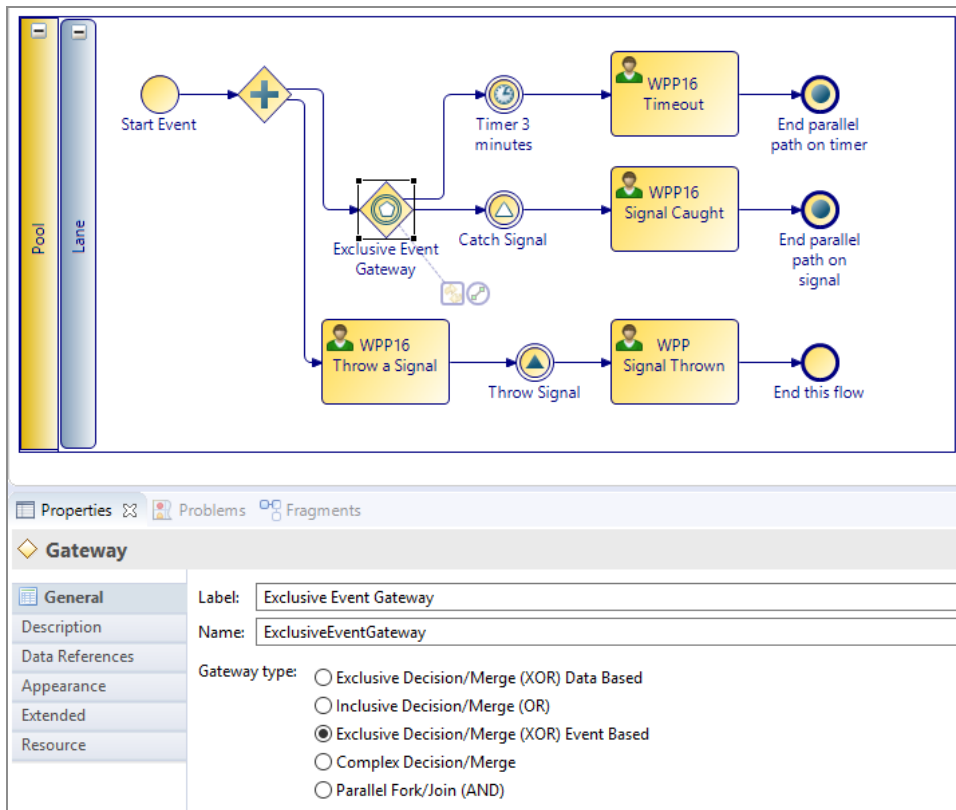 Pool
Lane
Start Event
Timer 3
minutes
WPP16
Timeout
End parallel
path on timer
Exclusive Event
Gateway
Catch Signal
WPP16
Signal Caught
End parallel
path on
signal
WPP16
Throw a Signal
Throw Signal
WPP
Signal Thrown
End this flow
Properties
Problems
Fragments
Gateway
General
Description
Data References
Appearance
Extended
Resource
Label: Exclusive Event Gateway
Name: ExclusiveEventGateway
Gateway type:
Exclusive Decision/Merge (XOR) Data Based
Inclusive Decision/Merge (OR)
Exclusive Decision/Merge (XOR) Event Based
Complex Decision/Merge
Parallel Fork/Join (AND)